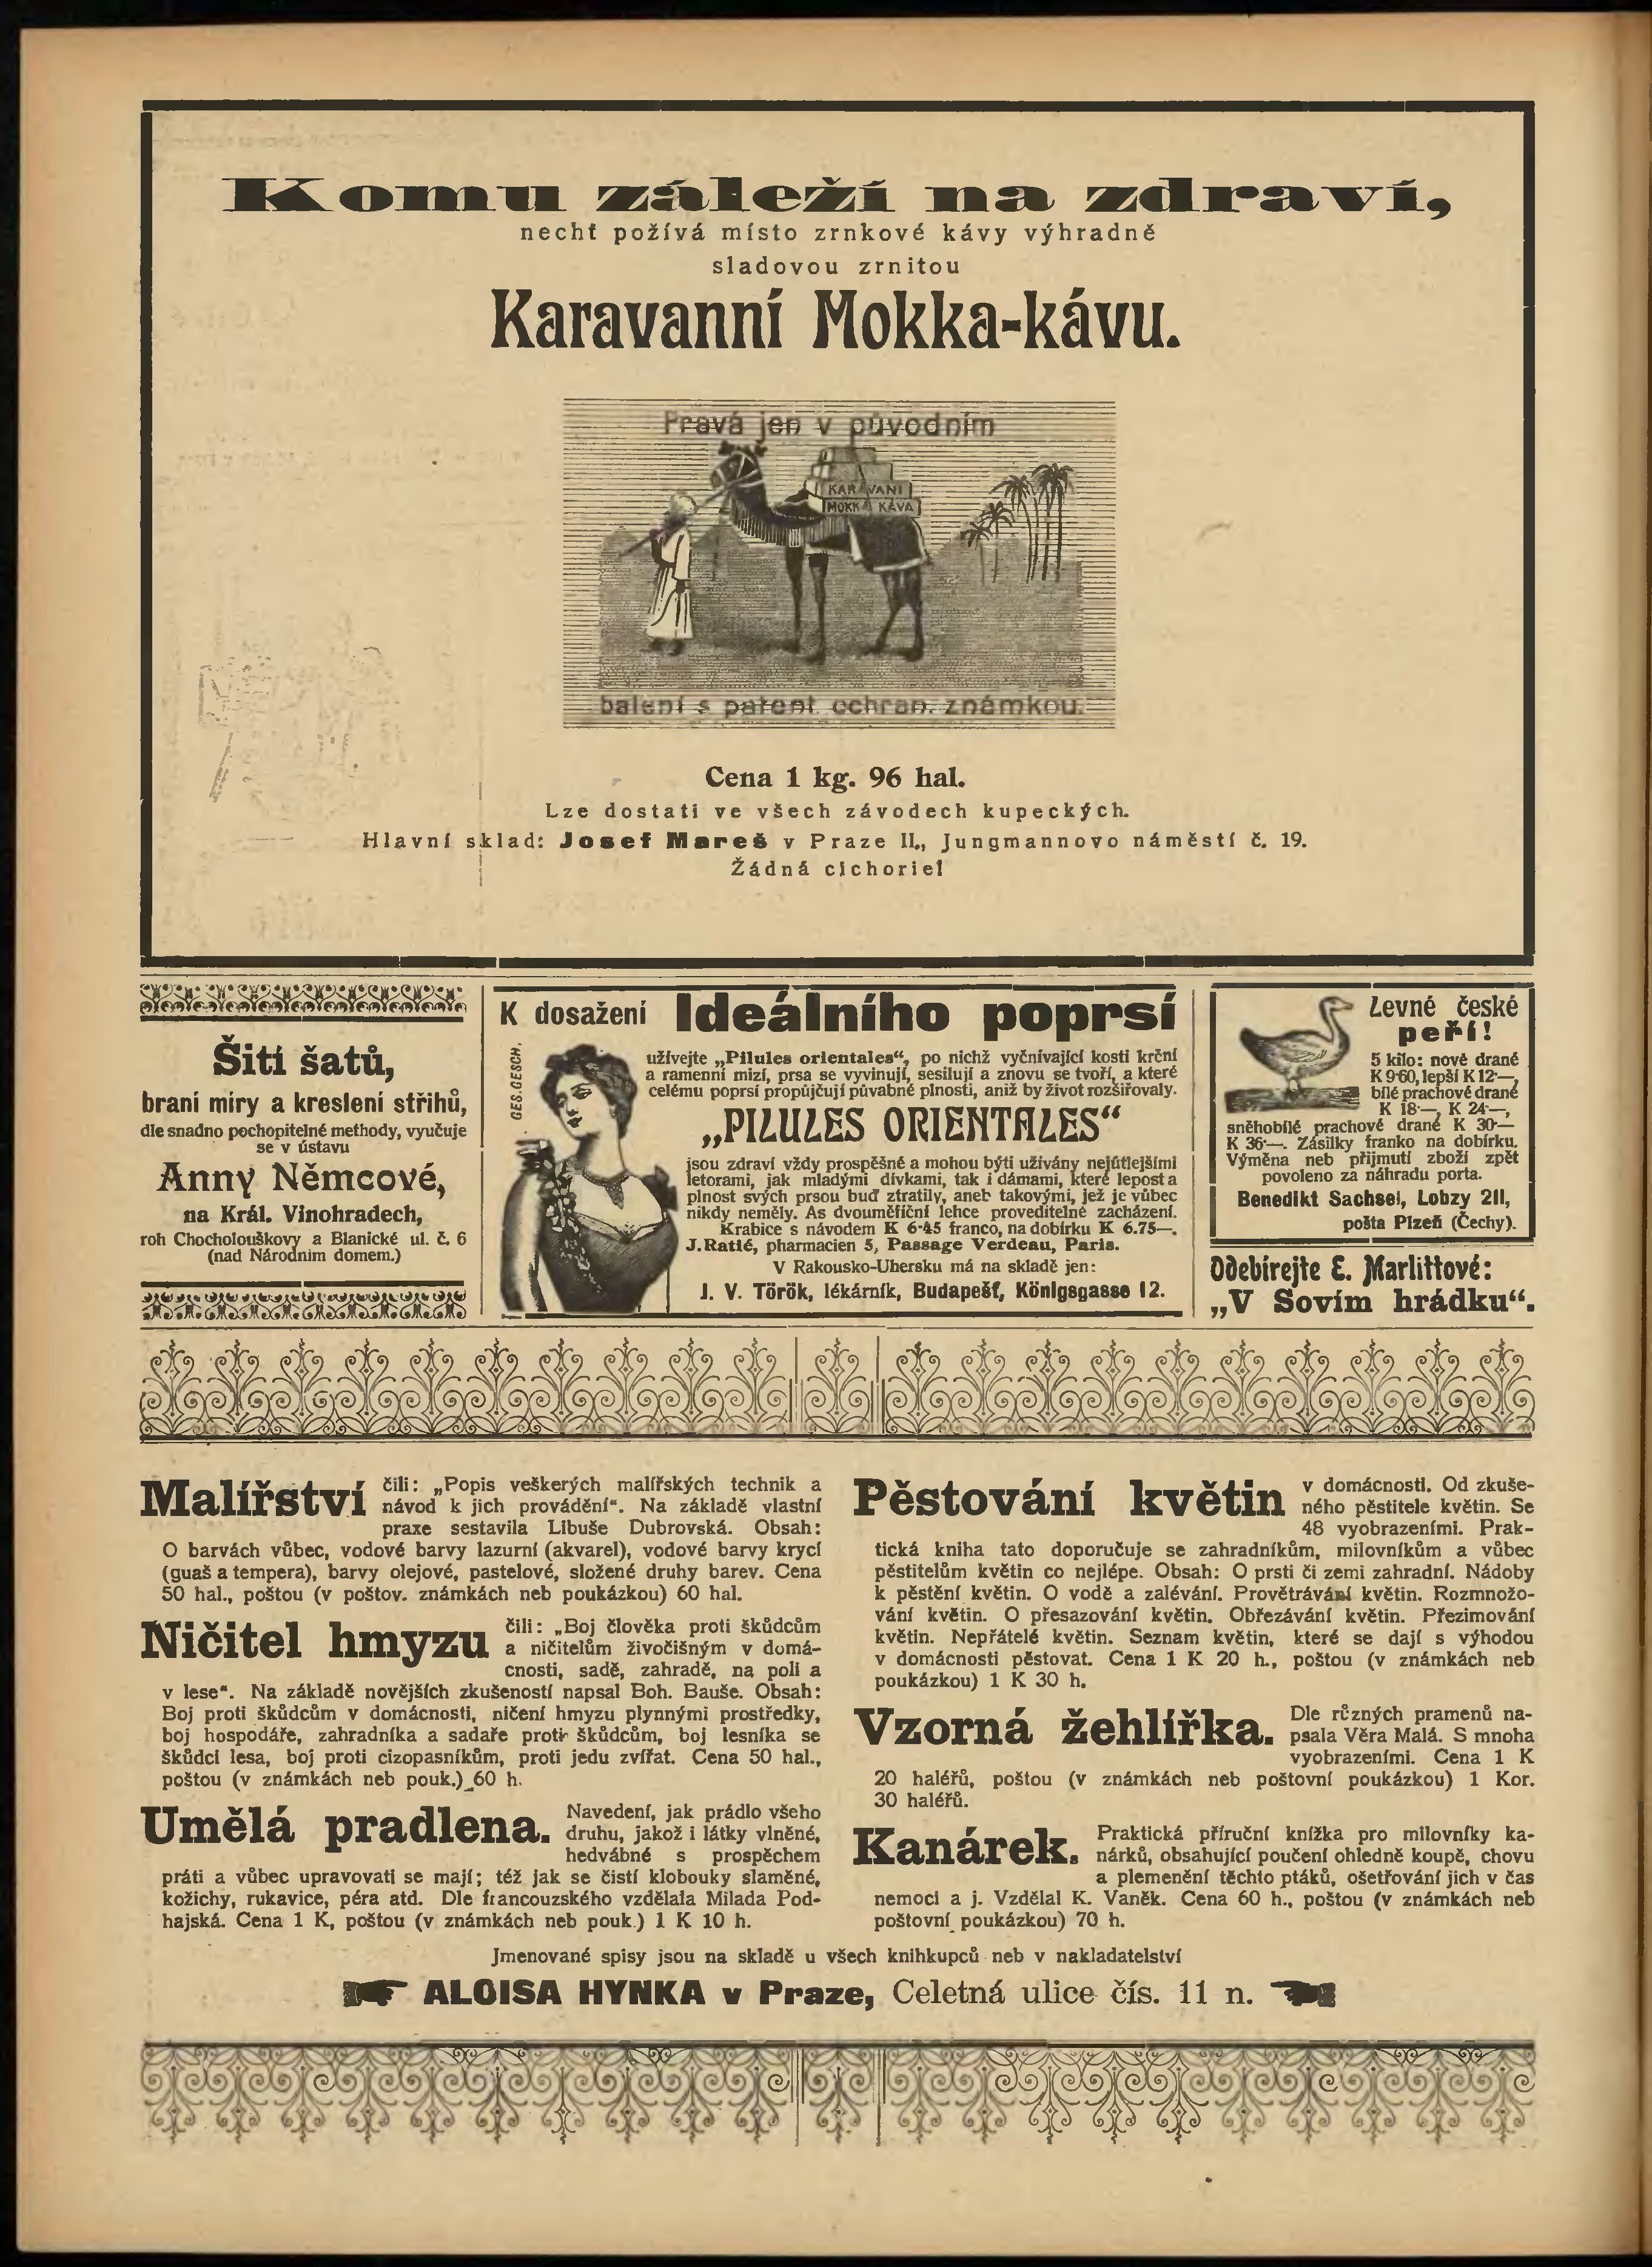 Komu záleží na zdraví,
nechť požívá místo zrnkové kávy výhradně
sladovou zrnitou
Karavanní Mokka-kávu.
Pravá jen v původním
KARAVANI
MOKKA KÁVA
balení s patent. ochran. známkou.
Cena 1 kg. 96 hal.
Lze dostati ve všech závodech kupeckých.
Hlavní sklad: Josef Mareš v Praze II., Jungmannovo náměstí č. 19.
Žádná cichorie!
Šití šatů,
braní míry a kreslení střihů,
dle snadno pochopitelné methody, vyučuje
se v ústavu
Anny Němcové,
na Král. Vinohradech,
roh Chocholouškovy a Blanické ul. č. 6
(nad Národním domem.)
K dosažení Ideálního poprsí
GES. GESCH.
užívejte „Pilules orientales“, po nichž vyčnívající kosti krční
a ramenní mizí, prsa se vyvinují, sesilují a znovu se tvoří, a které
celému poprsí propůjčují půvabné plnosti, aniž by život rozšiřovaly.
„PILULES ORIENTALES“
jsou zdraví vždy prospěšné a mohou býti užívány nejútlejšími
letorami, jak mladými dívkami, tak i dámami, které lepost a
plnost svých prsou buď ztratily, aneb takovými, jež je vůbec
nikdy neměly. As dvouměšíční lehce proveditelné zacházení.
Krabice s návodem K 6·45 franco, na dobírku K 6.75—.
J. Ratié, pharmacien 5, Passage Verdeau, Paris.
V Rakousko-Uhersku má na skladě jen:
J. V. Török, lékárník, Budapešť, Königsgasse 12.
Levné české
peří!
5 kilo: nové drané
K 9·60, lepší K 12·—,
bílé prachové drané
K 18·—, K 24·—,
sněhobílé prachové drané K 30·—
K 36·—. Zásilky franko na dobírku.
Výměna neb přijmutí zboží zpět
povoleno za náhradu porta.
Benedikt Sachsel, Lobzy 211,
pošta Plzeň (Čechy).
Odebírejte E. Marlittové:
„V Sovím hrádku“.
Malířství čili: „Popis veškerých malířských technik a
návod k jich provádění“. Na základě vlastní
praxe sestavila Libuše Dubrovská. Obsah:
O barvách vůbec, vodové barvy lazurní (akvarel), vodové barvy krycí
(guaš a tempera), barvy olejové, pastelové, složené druhy barev. Cena
50 hal., poštou (v poštov. známkách neb poukázkou) 60 hal.
Ničitel hmyzu čili: „Boj člověka proti škůdcům
a ničitelům živočišným v domá-
cnosti, sadě, zahradě, na poli a
v lese“. Na základě novějších zkušeností napsal Boh. Bauše. Obsah:
Boj proti škůdcům v domácnosti, ničení hmyzu plynnými prostředky,
boj hospodáře, zahradníka a sadaře proti škůdcům, boj lesníka se
škůdci lesa, boj proti cizopasníkům, proti jedu zvířat. Cena 50 hal.,
poštou (v známkách neb pouk.) 60 h.
Umělá pradlena. Navedení, jak prádlo všeho
druhu, jakož i látky vlněné,
hedvábné s prospěchem
práti a vůbec upravovati se mají; též jak se čistí klobouky slaměné,
kožichy, rukavice, péra atd. Dle francouzského vzdělala Milada Pod-
hajská. Cena 1 K, poštou (v známkách neb pouk.) 1 K 10 h.
Pěstování květin v domácnosti. Od zkuše-
ného pěstitele květin. Se
48 vyobrazeními. Prak-
tická kniha tato doporučuje se zahradníkům, milovníkům a vůbec
pěstitelům květin co nejlépe. Obsah: O prsti či zemi zahradní. Nádoby
k pěstění květin. O vodě a zalévání. Provětrávání květin. Rozmnožo-
vání květin. O přesazování květin. Obřezávání květin. Přezimování
květin. Nepřátelé květin. Seznam květin, které se dají s výhodou
v domácnosti pěstovat. Cena 1 K 20 h., poštou (v známkách neb
poukázkou) 1 K 30 h.
Vzorná žehlířka. Dle různých pramenů na-
psala Věra Malá. S mnoha
vyobrazeními. Cena 1 K
20 haléřů, poštou (v známkách neb poštovní poukázkou) 1 Kor.
30 haléřů.
Kanárek. Praktická příruční knížka pro milovníky ka-
nárků, obsahující poučení ohledně koupě, chovu
a plemenění těchto ptáků, ošetřování jich v čas
nemoci a j. Vzdělal K. Vaněk. Cena 60 h., poštou (v známkách neb
poštovní poukázkou) 70 h.
Jmenované spisy jsou na skladě u všech knihkupců neb v nakladatelství
ALOISA HYNKA v Praze, Celetná ulice čís. 11 n.